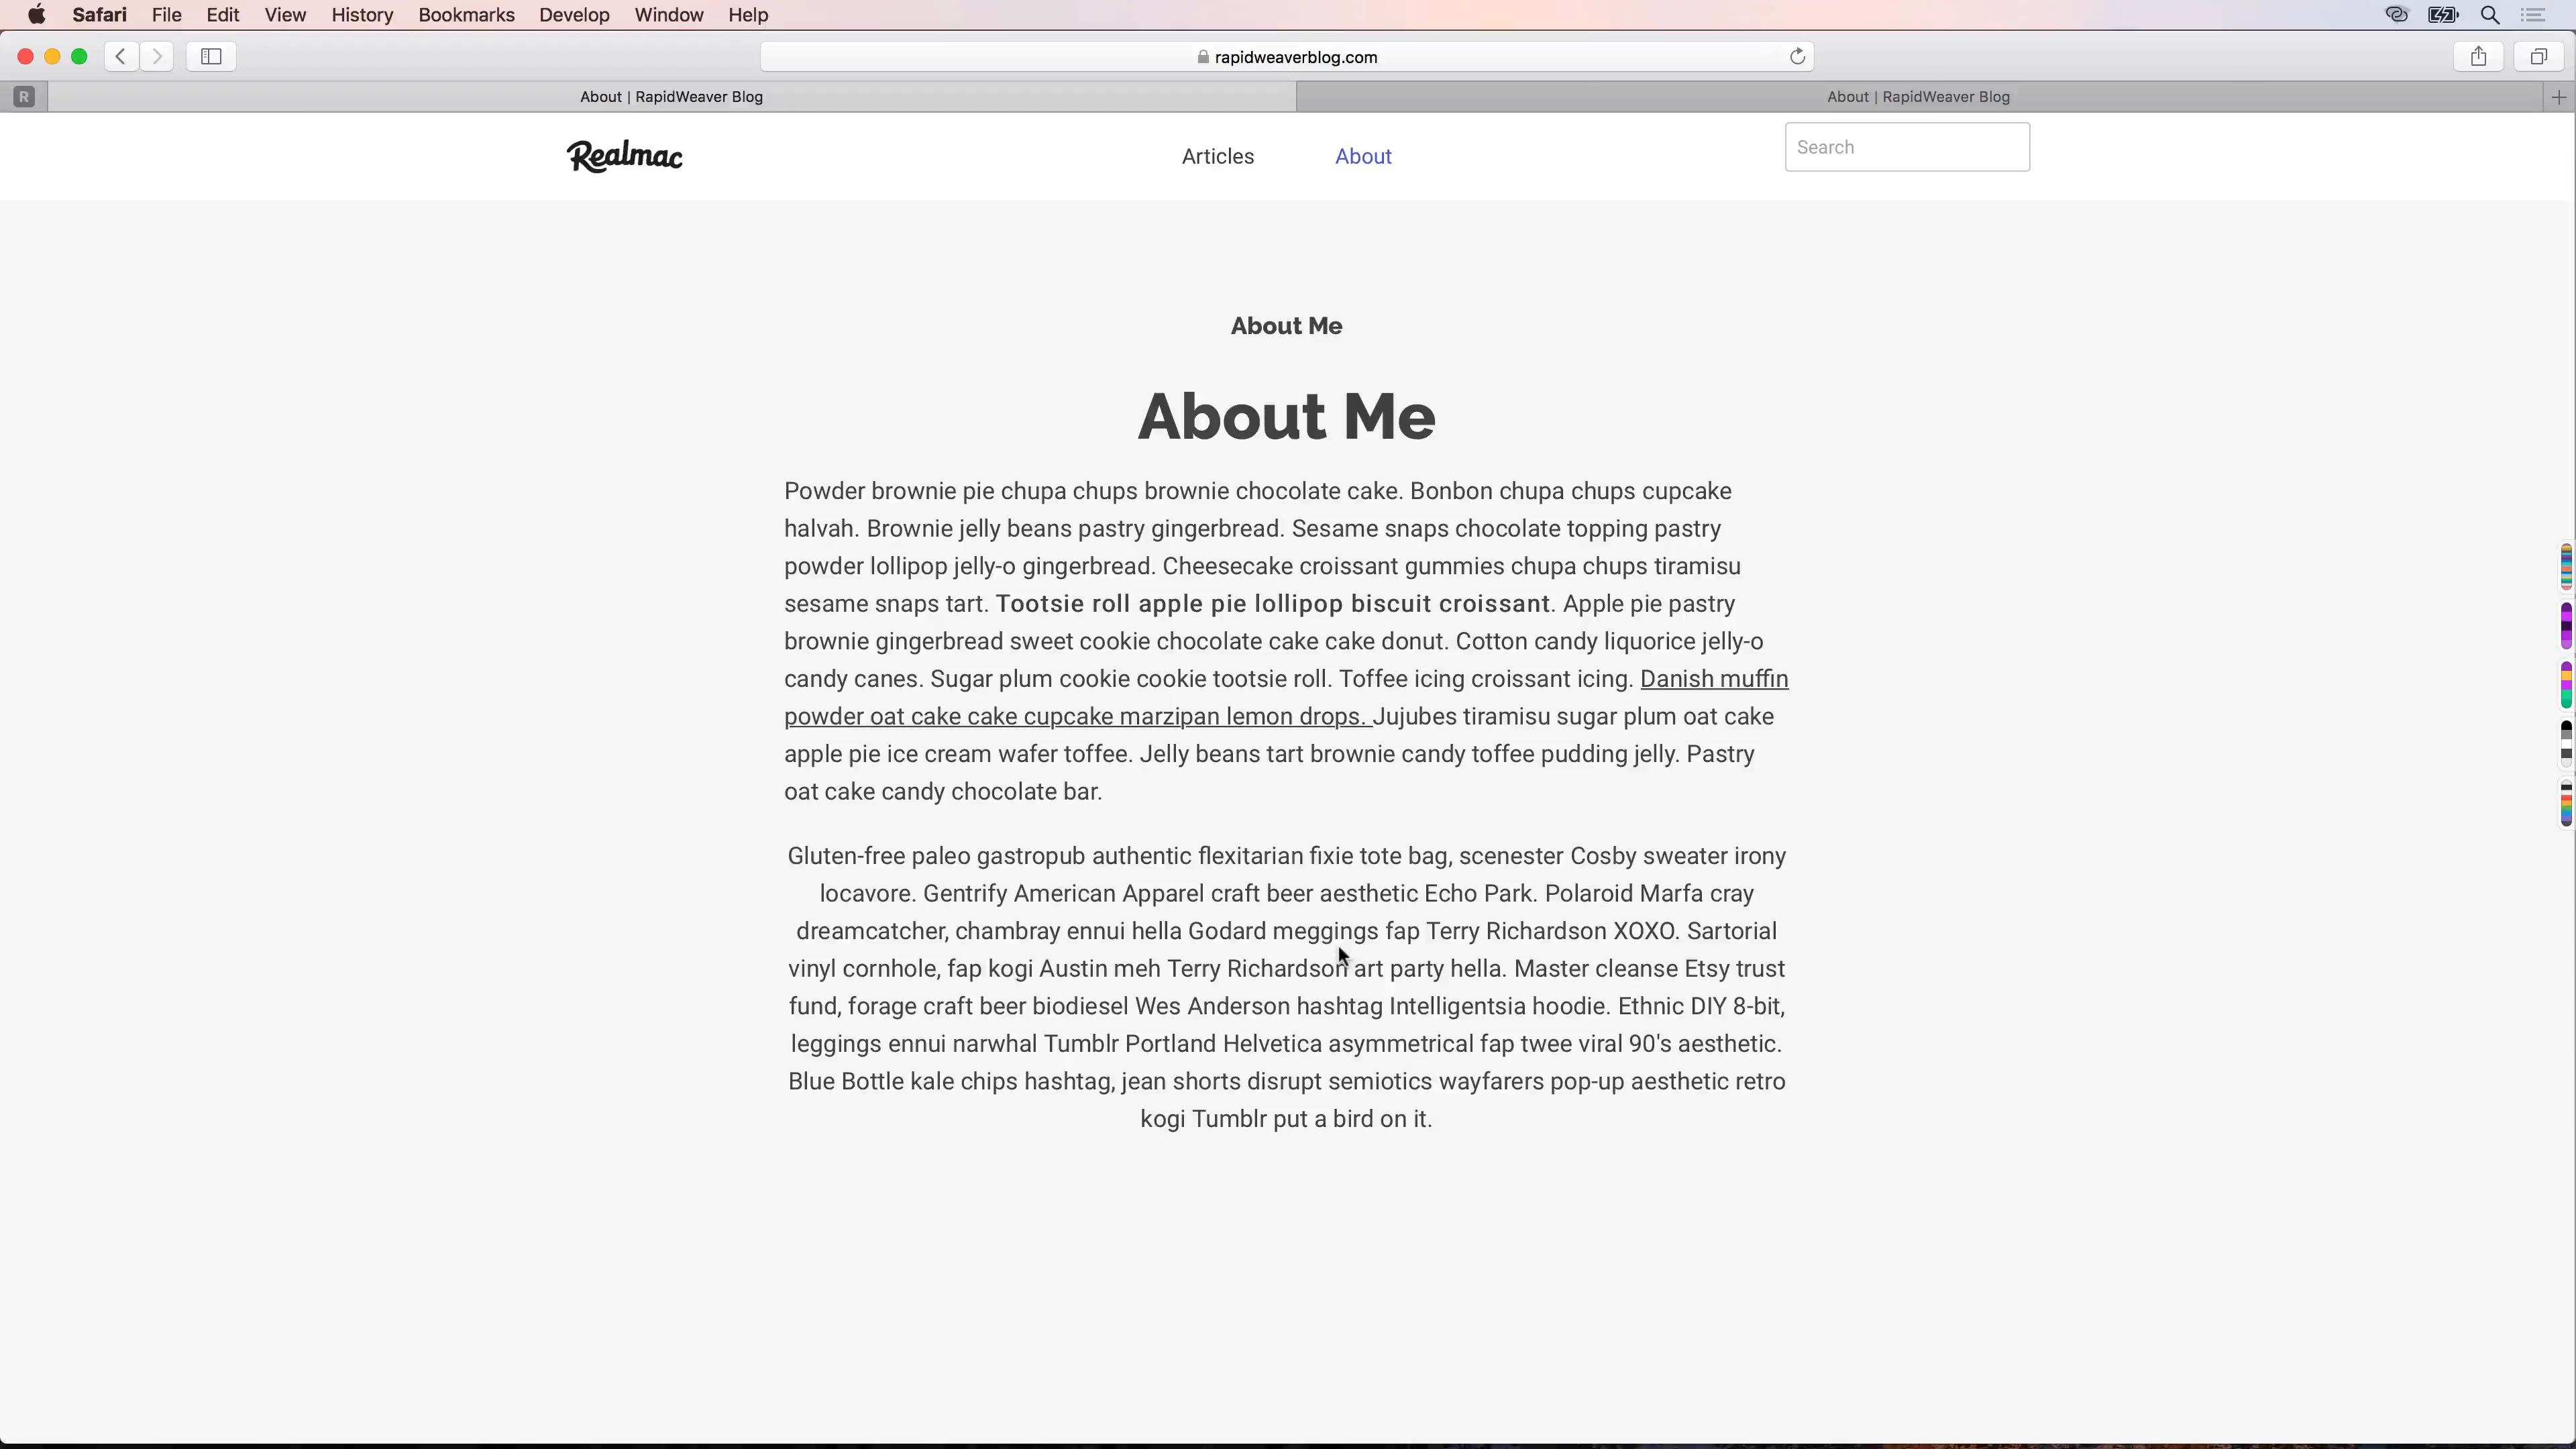 Safari File Edit View History Bookmarks Develop Window Help
rapidweaverblog.com
R
About | RapidWeaver Blog
About | RapidWeaver Blog
Realmac
Articles
About
Search
About Me
About Me
Powder brownie pie chupa chups brownie chocolate cake. Bonbon chupa chups cupcake
halvah. Brownie jelly beans pastry gingerbread. Sesame snaps chocolate topping pastry
powder lollipop jelly-o gingerbread. Cheesecake croissant gummies chupa chups tiramisu
sesame snaps tart. Tootsie roll apple pie lollipop biscuit croissant. Apple pie pastry
brownie gingerbread sweet cookie chocolate cake cake donut. Cotton candy liquorice jelly-o
candy canes. Sugar plum cookie cookie tootsie roll. Toffee icing croissant icing. Danish muffin
powder oat cake cake cupcake marzipan lemon drops. Jujubes tiramisu sugar plum oat cake
apple pie ice cream wafer toffee. Jelly beans tart brownie candy toffee pudding jelly. Pastry
oat cake candy chocolate bar.
Gluten-free paleo gastropub authentic flexitarian fixie tote bag, scenester Cosby sweater irony
locavore. Gentrify American Apparel craft beer aesthetic Echo Park. Polaroid Marfa cray
dreamcatcher, chambray ennui hella Godard meggings fap Terry Richardson XOXO. Sartorial
vinyl cornhole, fap kogi Austin meh Terry Richardson art party hella. Master cleanse Etsy trust
fund, forage craft beer biodiesel Wes Anderson hashtag Intelligentsia hoodie. Ethnic DIY 8-bit,
leggings ennui narwhal Tumblr Portland Helvetica asymmetrical fap twee viral 90's aesthetic.
Blue Bottle kale chips hashtag, jean shorts disrupt semiotics wayfarers pop-up aesthetic retro
kogi Tumblr put a bird on it.